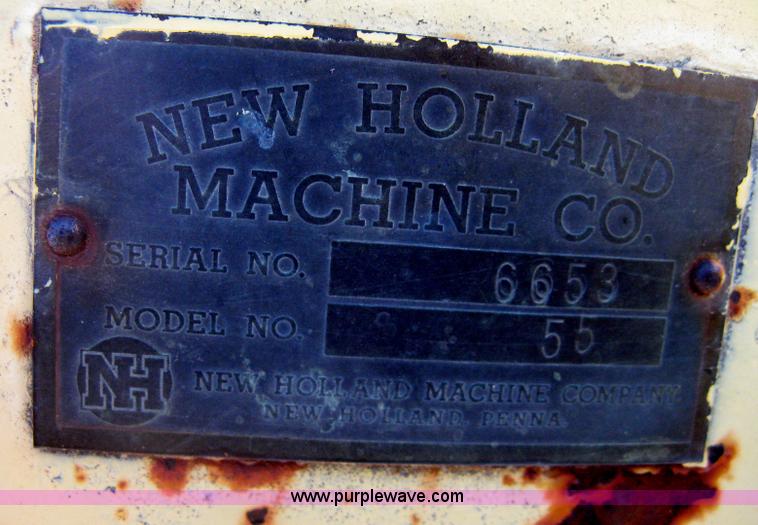 NEW HOLLAND
MACHINE CO.
SERIAL NO. 6653
MODEL NO. 55
NH
NEW HOLLAND MACHINE COMPANY
NEW HOLLAND, PENNA.
www.purplewave.com